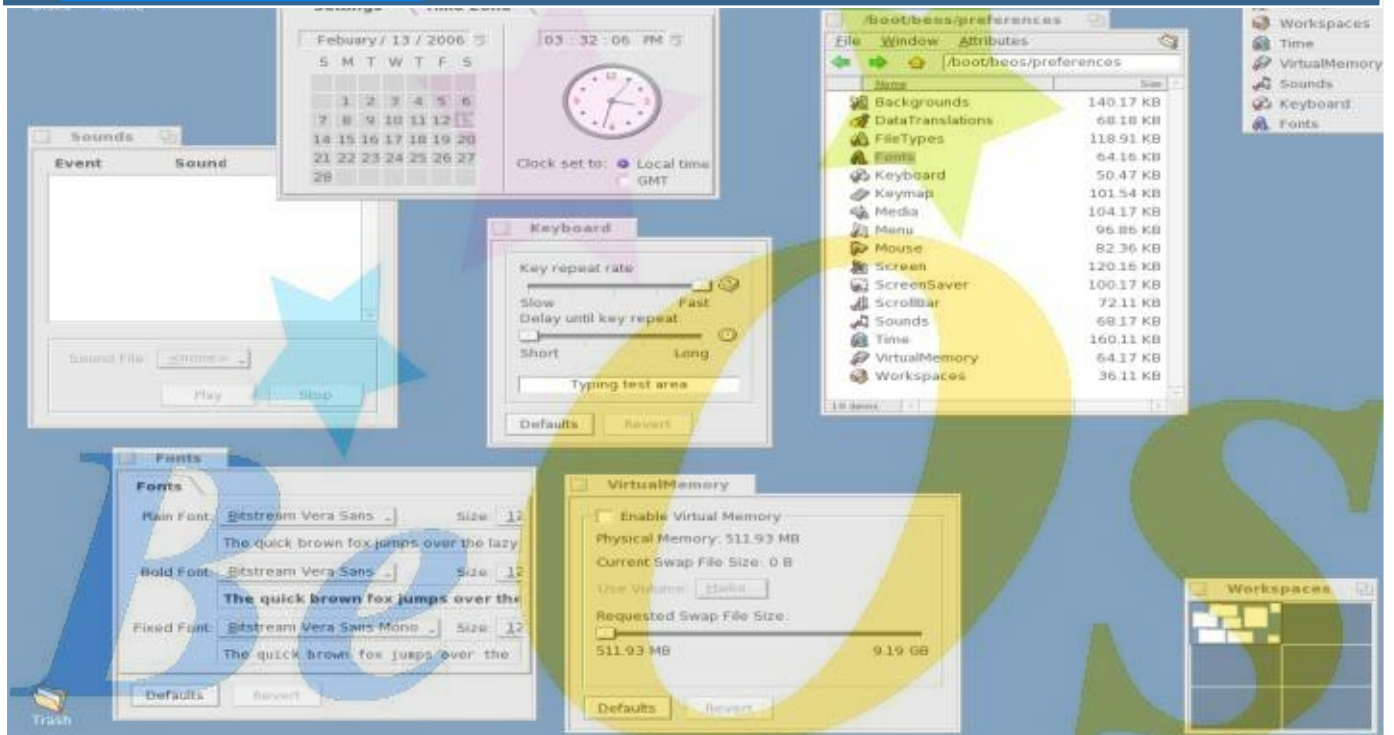 Settings Time Zone
Febuary / 13 / 2006
03 : 32 : 06 PM
S M T W T F S
1 2 3 4 5 6
7 8 9 10 11 12 13
14 15 16 17 18 19 20
21 22 23 24 25 26 27
28
12
Clock set to: Local time
GMT
/boot/beos/preferences
File Window Attributes
/boot/beos/preferences
Name Size
Backgrounds 140.17 KB
DataTranslations 68.18 KB
FileTypes 118.91 KB
Fonts 64.16 KB
Keyboard 50.47 KB
Keymap 101.54 KB
Media 104.17 KB
Menu 96.86 KB
Mouse 82.36 KB
Screen 120.16 KB
ScreenSaver 100.17 KB
ScrollBar 72.11 KB
Sounds 68.17 KB
Time 160.11 KB
VirtualMemory 64.17 KB
Workspaces 36.11 KB
Workspaces
Time
VirtualMemory
Sounds
Keyboard
Fonts
Sounds
Event Sound
Sound File <none>
Play Stop
Keyboard
Key repeat rate
Slow Fast
Delay until key repeat
Short Long
Typing test area
Defaults Revert
Fonts
Fonts
Plain Font: Bitstream Vera Sans Size: 12
The quick brown fox jumps over the lazy
Bold Font: Bitstream Vera Sans Size: 12
The quick brown fox jumps over the
Fixed Font: Bitstream Vera Sans Mono Size: 12
The quick brown fox jumps over the
Defaults Revert
VirtualMemory
Enable Virtual Memory
Physical Memory: 511.93 MB
Current Swap File Size: 0 B
Use Volume: Haiku
Requested Swap File Size:
511.93 MB 9.19 GB
Defaults Revert
Workspaces
Trash
BeOS